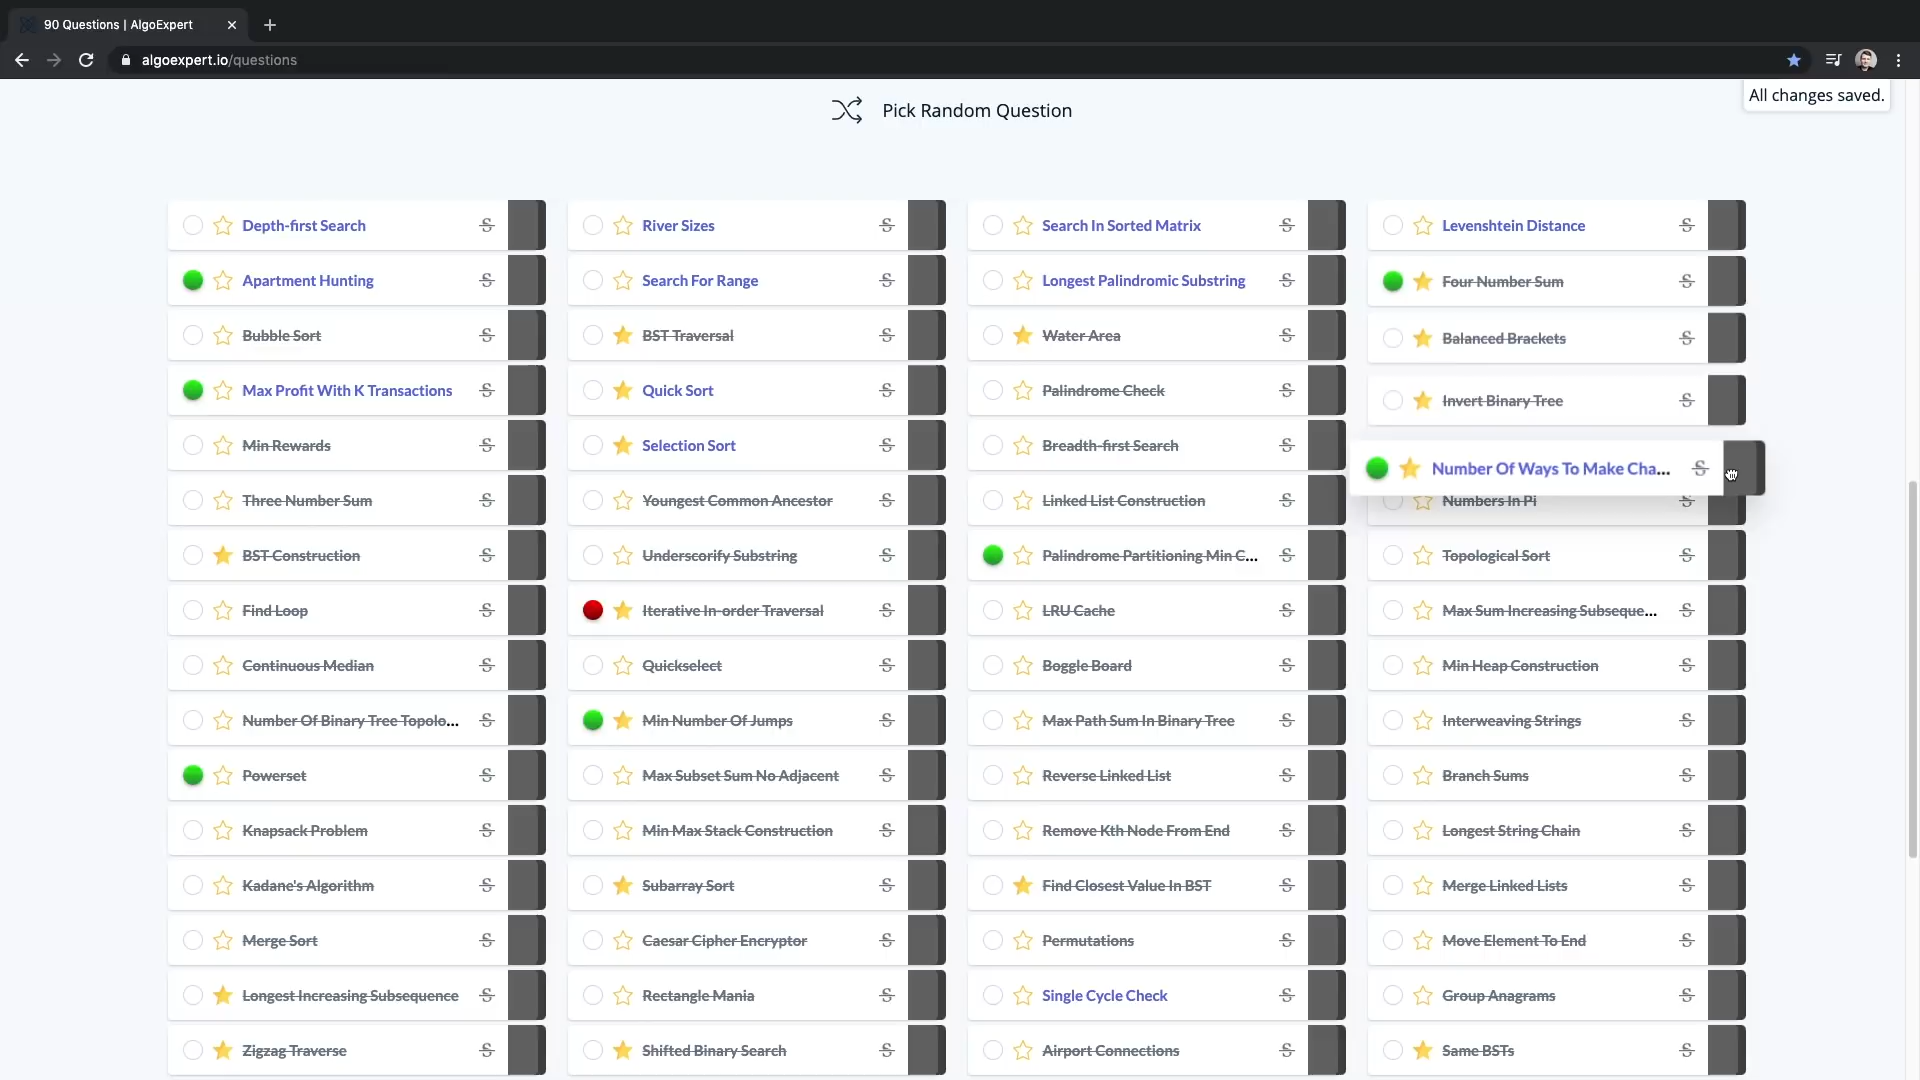 90 Questions | AlgoExpert
algoexpert.io/questions
All changes saved.
Pick Random Question
Depth-first Search
Apartment Hunting
Bubble Sort
Max Profit With K Transactions
Min Rewards
Three Number Sum
BST Construction
Find Loop
Continuous Median
Number Of Binary Tree Topolo...
Powerset
Knapsack Problem
Kadane's Algorithm
Merge Sort
Longest Increasing Subsequence
Zigzag Traverse
River Sizes
Search For Range
BST Traversal
Quick Sort
Selection Sort
Youngest Common Ancestor
Underscorify Substring
Iterative In-order Traversal
Quickselect
Min Number Of Jumps
Max Subset Sum No Adjacent
Min Max Stack Construction
Subarray Sort
Caesar Cipher Encryptor
Rectangle Mania
Shifted Binary Search
Search In Sorted Matrix
Longest Palindromic Substring
Water Area
Palindrome Check
Breadth-first Search
Linked List Construction
Palindrome Partitioning Min C...
LRU Cache
Boggle Board
Max Path Sum In Binary Tree
Reverse Linked List
Remove Kth Node From End
Find Closest Value In BST
Permutations
Single Cycle Check
Airport Connections
Levenshtein Distance
Four Number Sum
Balanced Brackets
Invert Binary Tree
Number Of Ways To Make Cha...
Numbers In Pi
Topological Sort
Max Sum Increasing Subseque...
Min Heap Construction
Interweaving Strings
Branch Sums
Longest String Chain
Merge Linked Lists
Move Element To End
Group Anagrams
Same BSTs